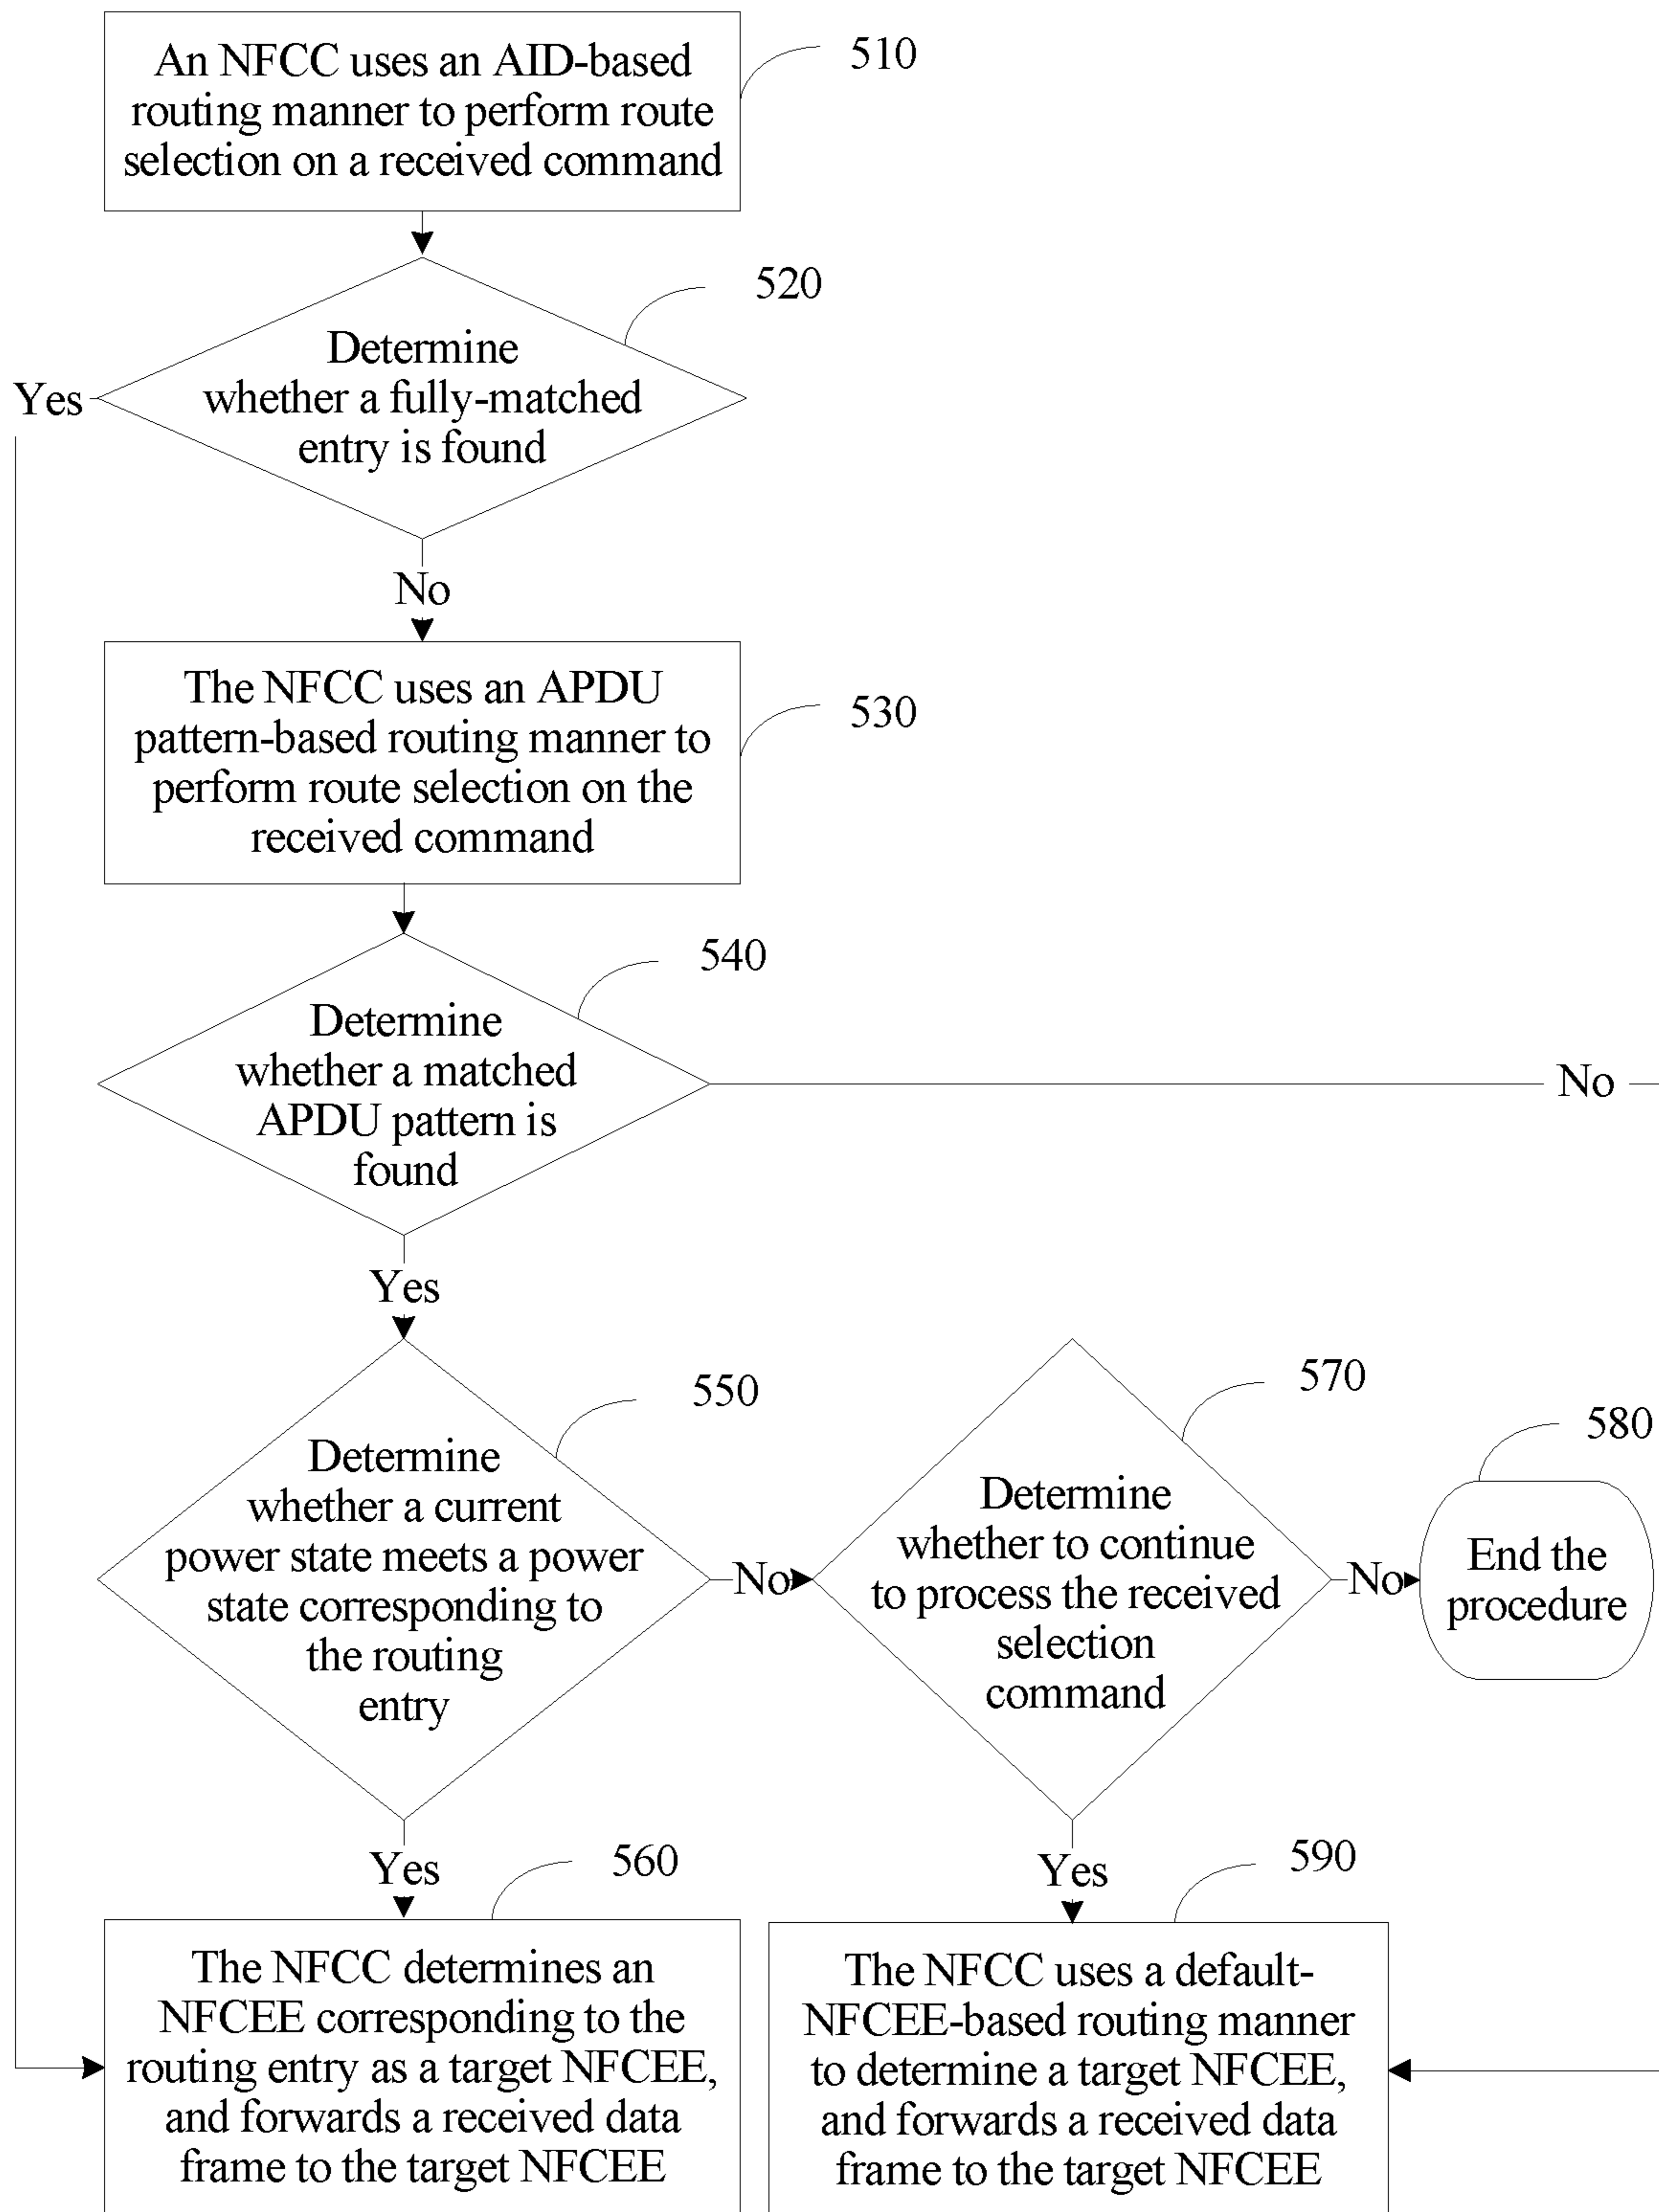 An NFCC uses an AID-based
routing manner to perform route
selection on a received command
510
520
Determine
whether a fully-matched
entry is found
Yes
No
The NFCC uses an APDU
pattern-based routing manner to
perform route selection on the
received command
530
540
Determine
whether a matched
APDU pattern is
found
No
Yes
550
Determine
whether a current
power state meets a power
state corresponding to
the routing
entry
No
570
Determine
whether to continue
to process the received
selection
command
No
580
End the
procedure
Yes
560
The NFCC determines an
NFCEE corresponding to the
routing entry as a target NFCEE,
and forwards a received data
frame to the target NFCEE
Yes
590
The NFCC uses a default-
NFCEE-based routing manner
to determine a target NFCEE,
and forwards a received data
frame to the target NFCEE